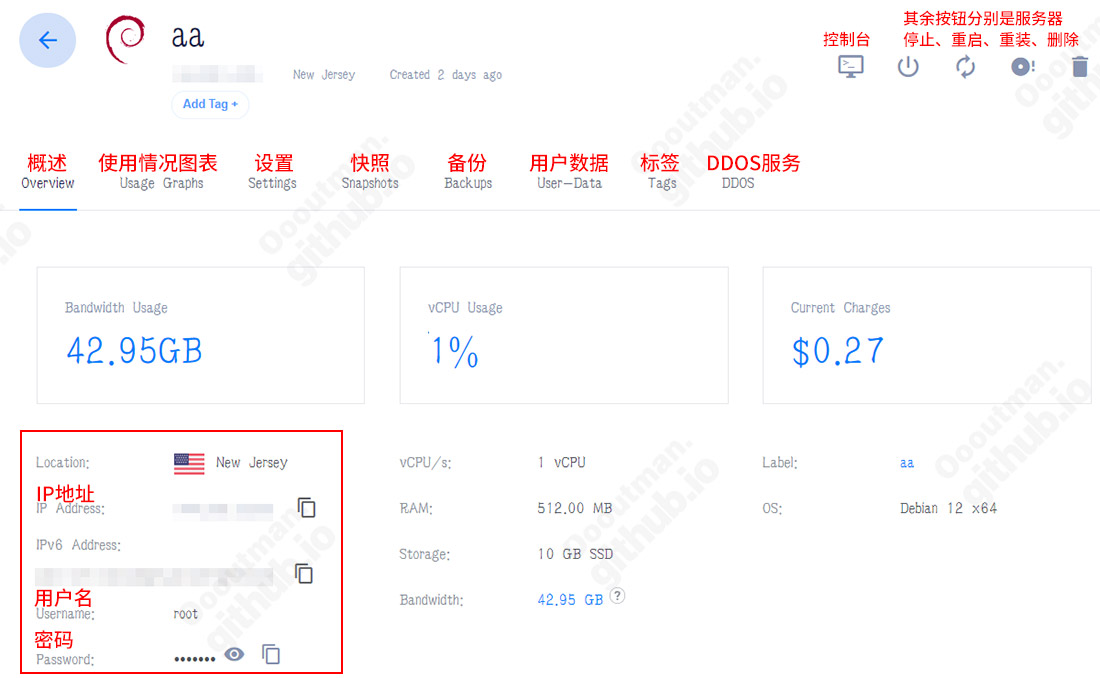 aa
其余按钮分别是服务器
控制台 停止、重启、重装、删除
New Jersey Created 2 days ago
Add Tag +
概述 使用情况图表 设置 快照 备份 用户数据 标签 DDOS服务
Overview Usage Graphs Settings Snapshots Backups User-Data Tags DDOS
Bandwidth Usage vCPU Usage Current Charges
42.95GB 1% $0.27
Location: New Jersey vCPU/s: 1 vCPU Label: aa
IP地址
IP Address: RAM: 512.00 MB OS: Debian 12 x64
IPv6 Address:
Storage: 10 GB SSD
用户名
Bandwidth: 42.95 GB ?
Username: root
密码
Password: •••••••
Oooutman.
github.io